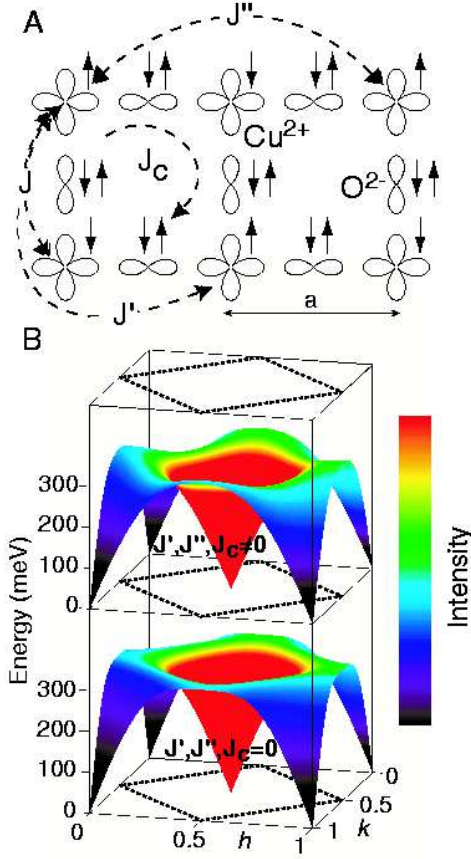 A
J''
Cu2+
J
Jc
O2-
J'
a
B
300
200
100
0
J',J'',Jc≠0
Energy (meV)
Intensity
300
200
100
0
J',J'',Jc=0
0
0.5
h
1
1
k
0.5
0